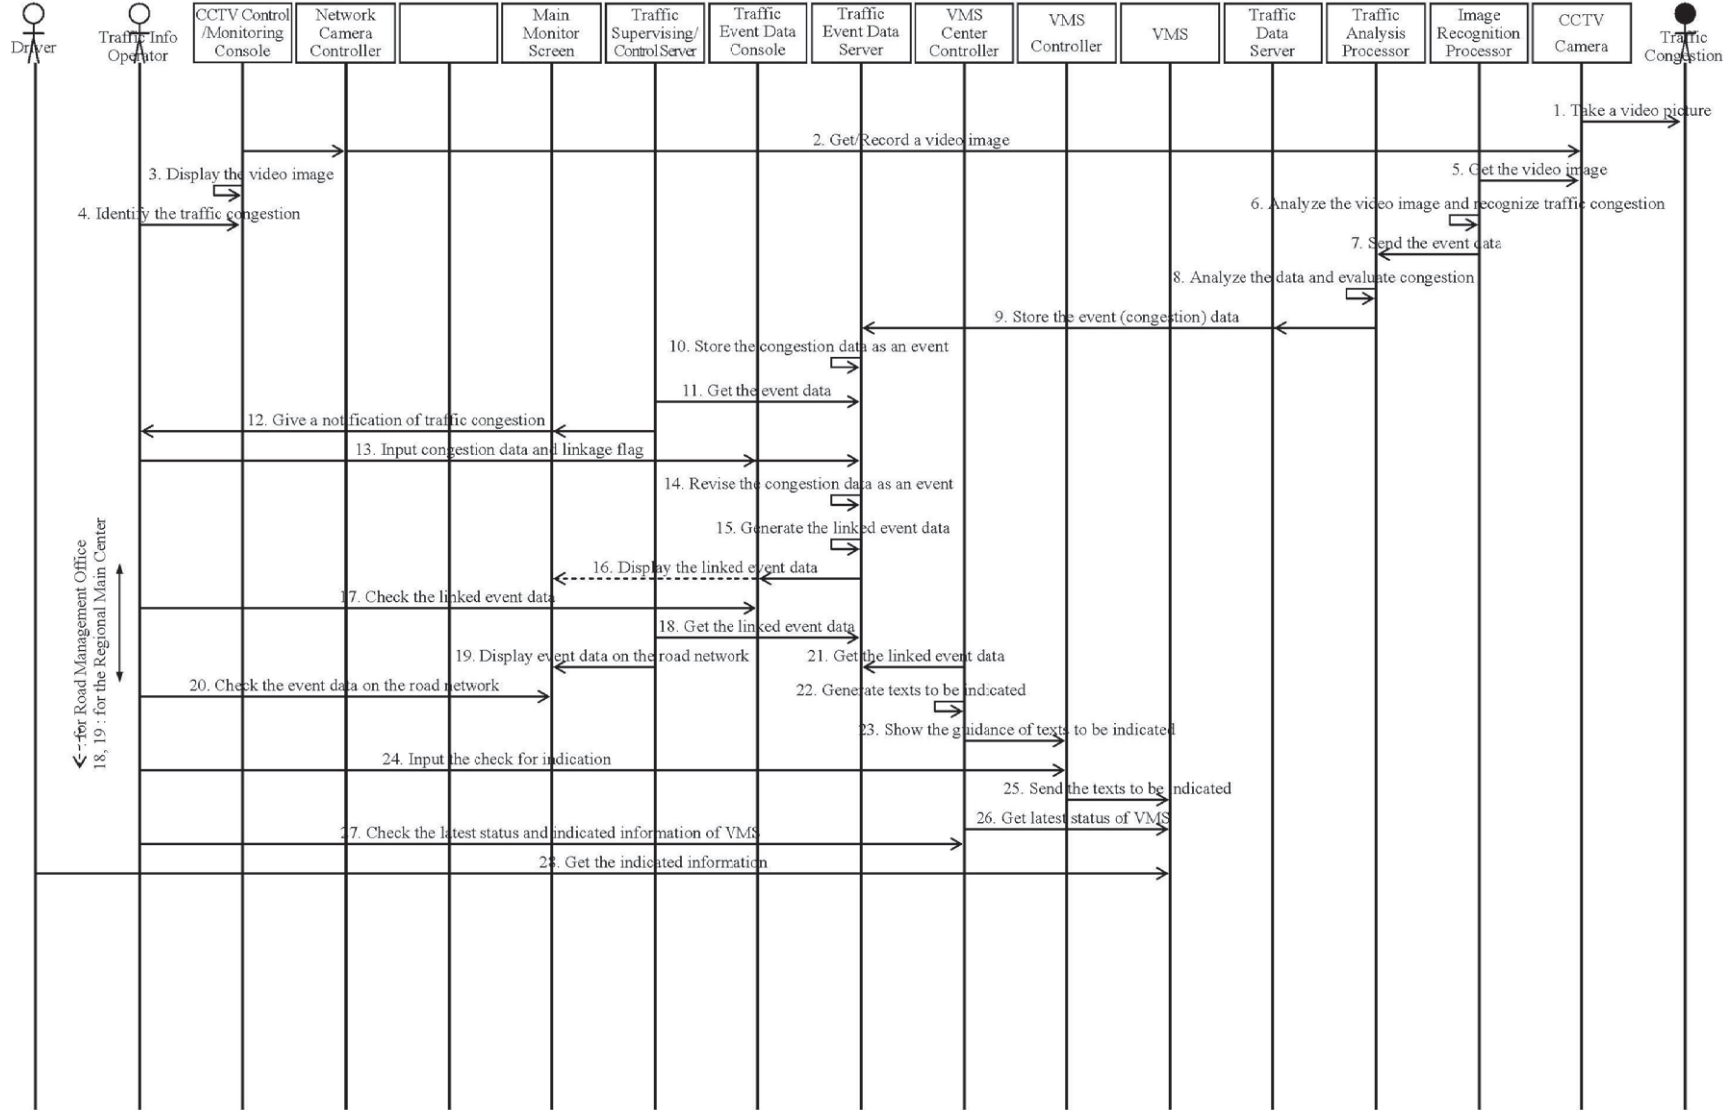 Driver
Traffic Info
Operator
CCTV Control
/Monitoring
Console
Network
Camera
Controller
Main
Monitor
Screen
Traffic
Supervising/
Control Server
Traffic
Event Data
Console
Traffic
Event Data
Server
VMS
Center
Controller
VMS
Controller
VMS
Traffic
Data
Server
Traffic
Analysis
Processor
Image
Recognition
Processor
CCTV
Camera
Traffic
Congestion
1. Take a video picture
2. Get/Record a video image
3. Display the video image
4. Identify the traffic congestion
5. Get the video image
6. Analyze the video image and recognize traffic congestion
7. Send the event data
8. Analyze the data and evaluate congestion
9. Store the event (congestion) data
10. Store the congestion data as an event
11. Get the event data
12. Give a notification of traffic congestion
13. Input congestion data and linkage flag
14. Revise the congestion data as an event
15. Generate the linked event data
16. Display the linked event data
17. Check the linked event data
18. Get the linked event data
19. Display event data on the road network
20. Check the event data on the road network
21. Get the linked event data
22. Generate texts to be indicated
23. Show the guidance of texts to be indicated
24. Input the check for indication
25. Send the texts to be indicated
26. Get latest status of VMS
27. Check the latest status and indicated information of VMS
28. Get the indicated information
: for Road Management Office
18, 19 : for the Regional Main Center